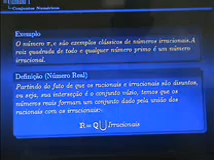 Conjuntos Numéricos
Exemplo
O número π, e são exemplos clássicos de números irracionais. A
raiz quadrada de todo e qualquer número primo é um número
irracional.
Definição (Número Real)
Partindo do fato de que os racionais e irracionais são disjuntos,
ou seja, sua interseção é o conjunto vazio, temos que os
números reais formam um conjunto dado pela união dos
racionais com os irracionais:
R = Q ⋃ Irracionais